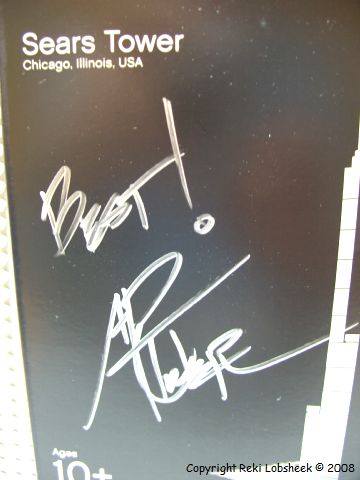 Sears Tower
Chicago, Illinois, USA
BEST!
Ages
10+
Copyright Reki Lobsheek © 2008